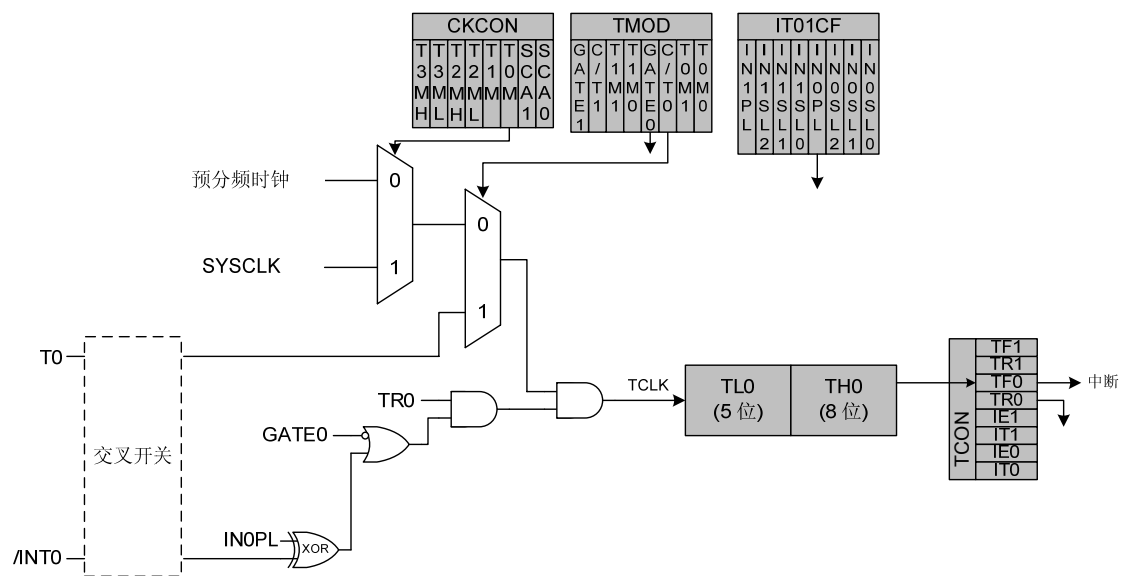 CKCON
T3MH
T3ML
T2MH
T2ML
T1M
T0M
SCA1
SCA0
TMOD
GATE1
C/T1
T1M1
T1M0
GATE0
C/T0
T0M1
T0M0
IT01CF
IN1PL
IN1SL2
IN1SL1
IN1SL0
IN0PL
IN0SL2
IN0SL1
IN0SL0
预分频时钟
0
SYSCLK
1
0
1
T0
交叉开关
/INT0
TR0
GATE0
IN0PL
XOR
TCLK
TL0
(5 位)
TH0
(8 位)
TCON
TF1
TR1
TF0
TR0
IE1
IT1
IE0
IT0
中断